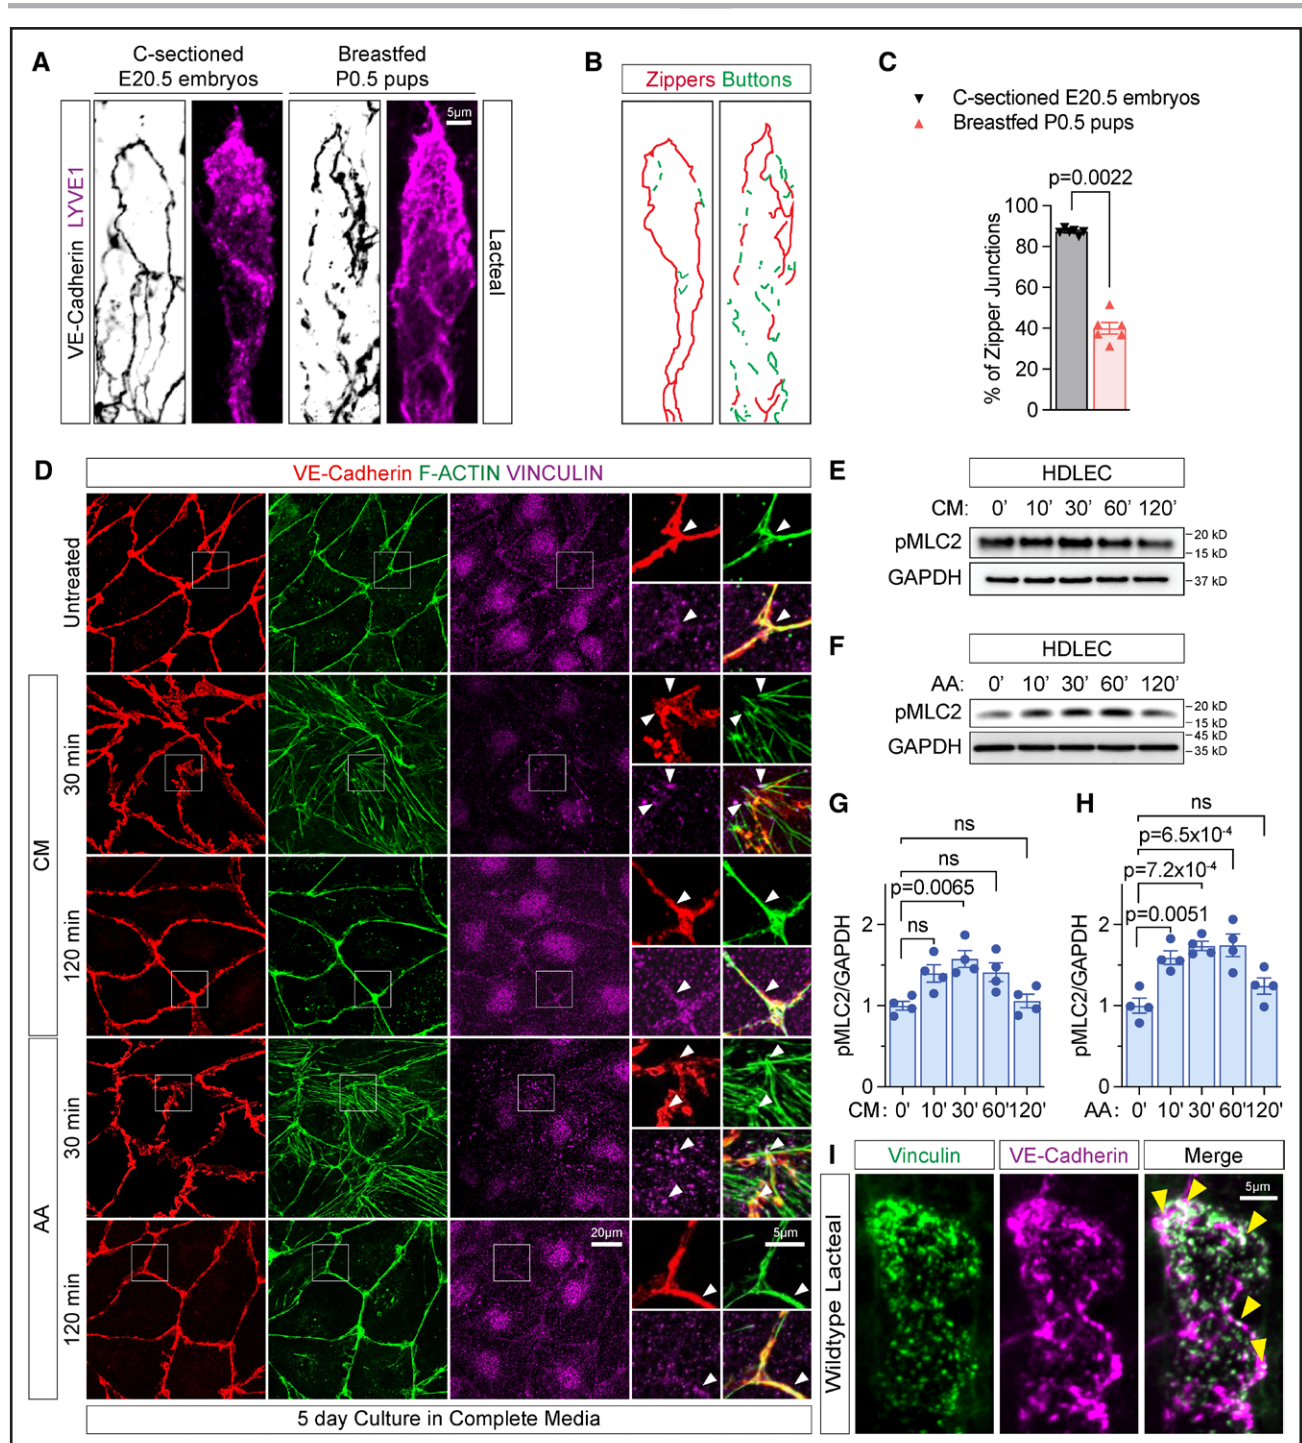 A
C-sectioned
E20.5 embryos
Breastfed
P0.5 pups
5µm
VE-Cadherin LYVE1
Lacteal
B
Zippers Buttons
C
C-sectioned E20.5 embryos
Breastfed P0.5 pups
p=0.0022
% of Zipper Junctions
100
80
60
40
20
0
D
VE-Cadherin F-ACTIN VINCULIN
Untreated
CM
30 min
120 min
AA
30 min
120 min
20µm
5µm
5 day Culture in Complete Media
E
HDLEC
CM: 0' 10' 30' 60' 120'
pMLC2
20 kD
15 kD
GAPDH
37 kD
F
HDLEC
AA: 0' 10' 30' 60' 120'
pMLC2
20 kD
15 kD
GAPDH
45 kD
35 kD
G
ns
ns
p=0.0065
ns
pMLC2/GAPDH
2
1
0
CM: 0' 10' 30' 60' 120'
H
ns
p=6.5x10⁻⁴
p=7.2x10⁻⁴
p=0.0051
pMLC2/GAPDH
2
1
0
AA: 0' 10' 30' 60' 120'
I
Vinculin
VE-Cadherin
Merge
5µm
Wildtype Lacteal